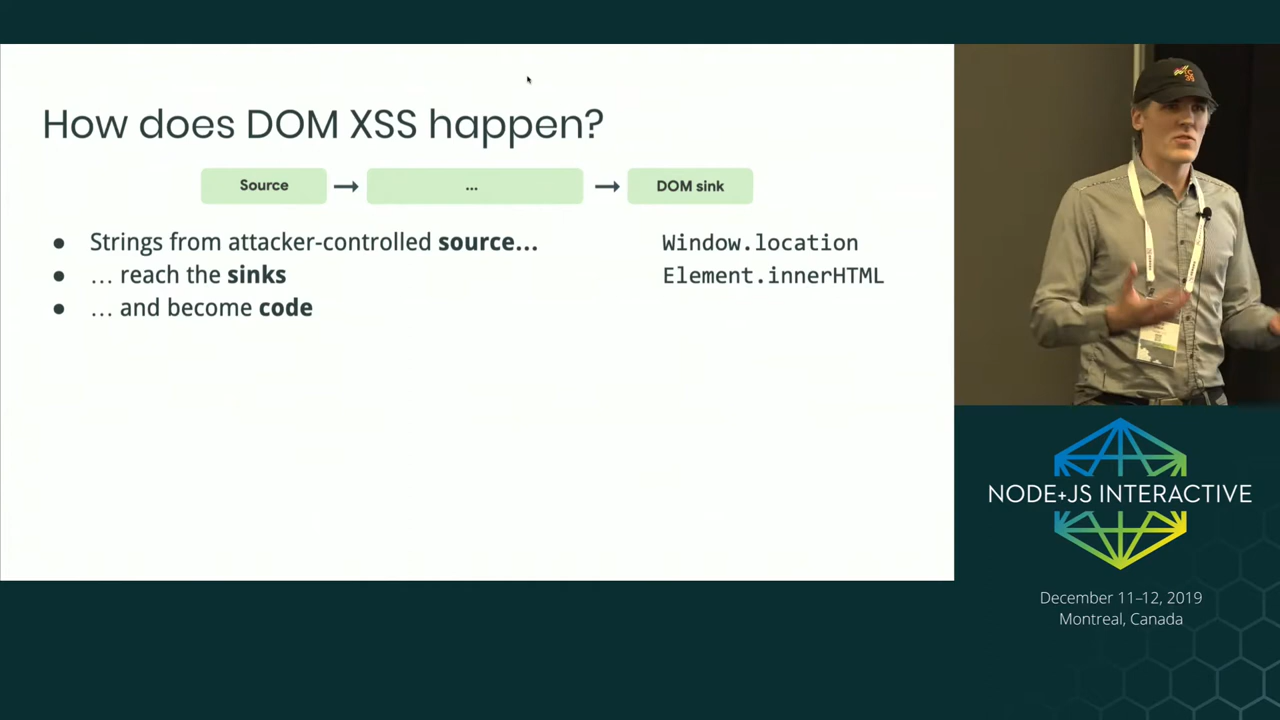 How does DOM XSS happen?
Source → ... → DOM sink
● Strings from attacker-controlled source... Window.location
● ... reach the sinks Element.innerHTML
● ... and become code
NODE+JS INTERACTIVE
December 11–12, 2019
Montreal, Canada